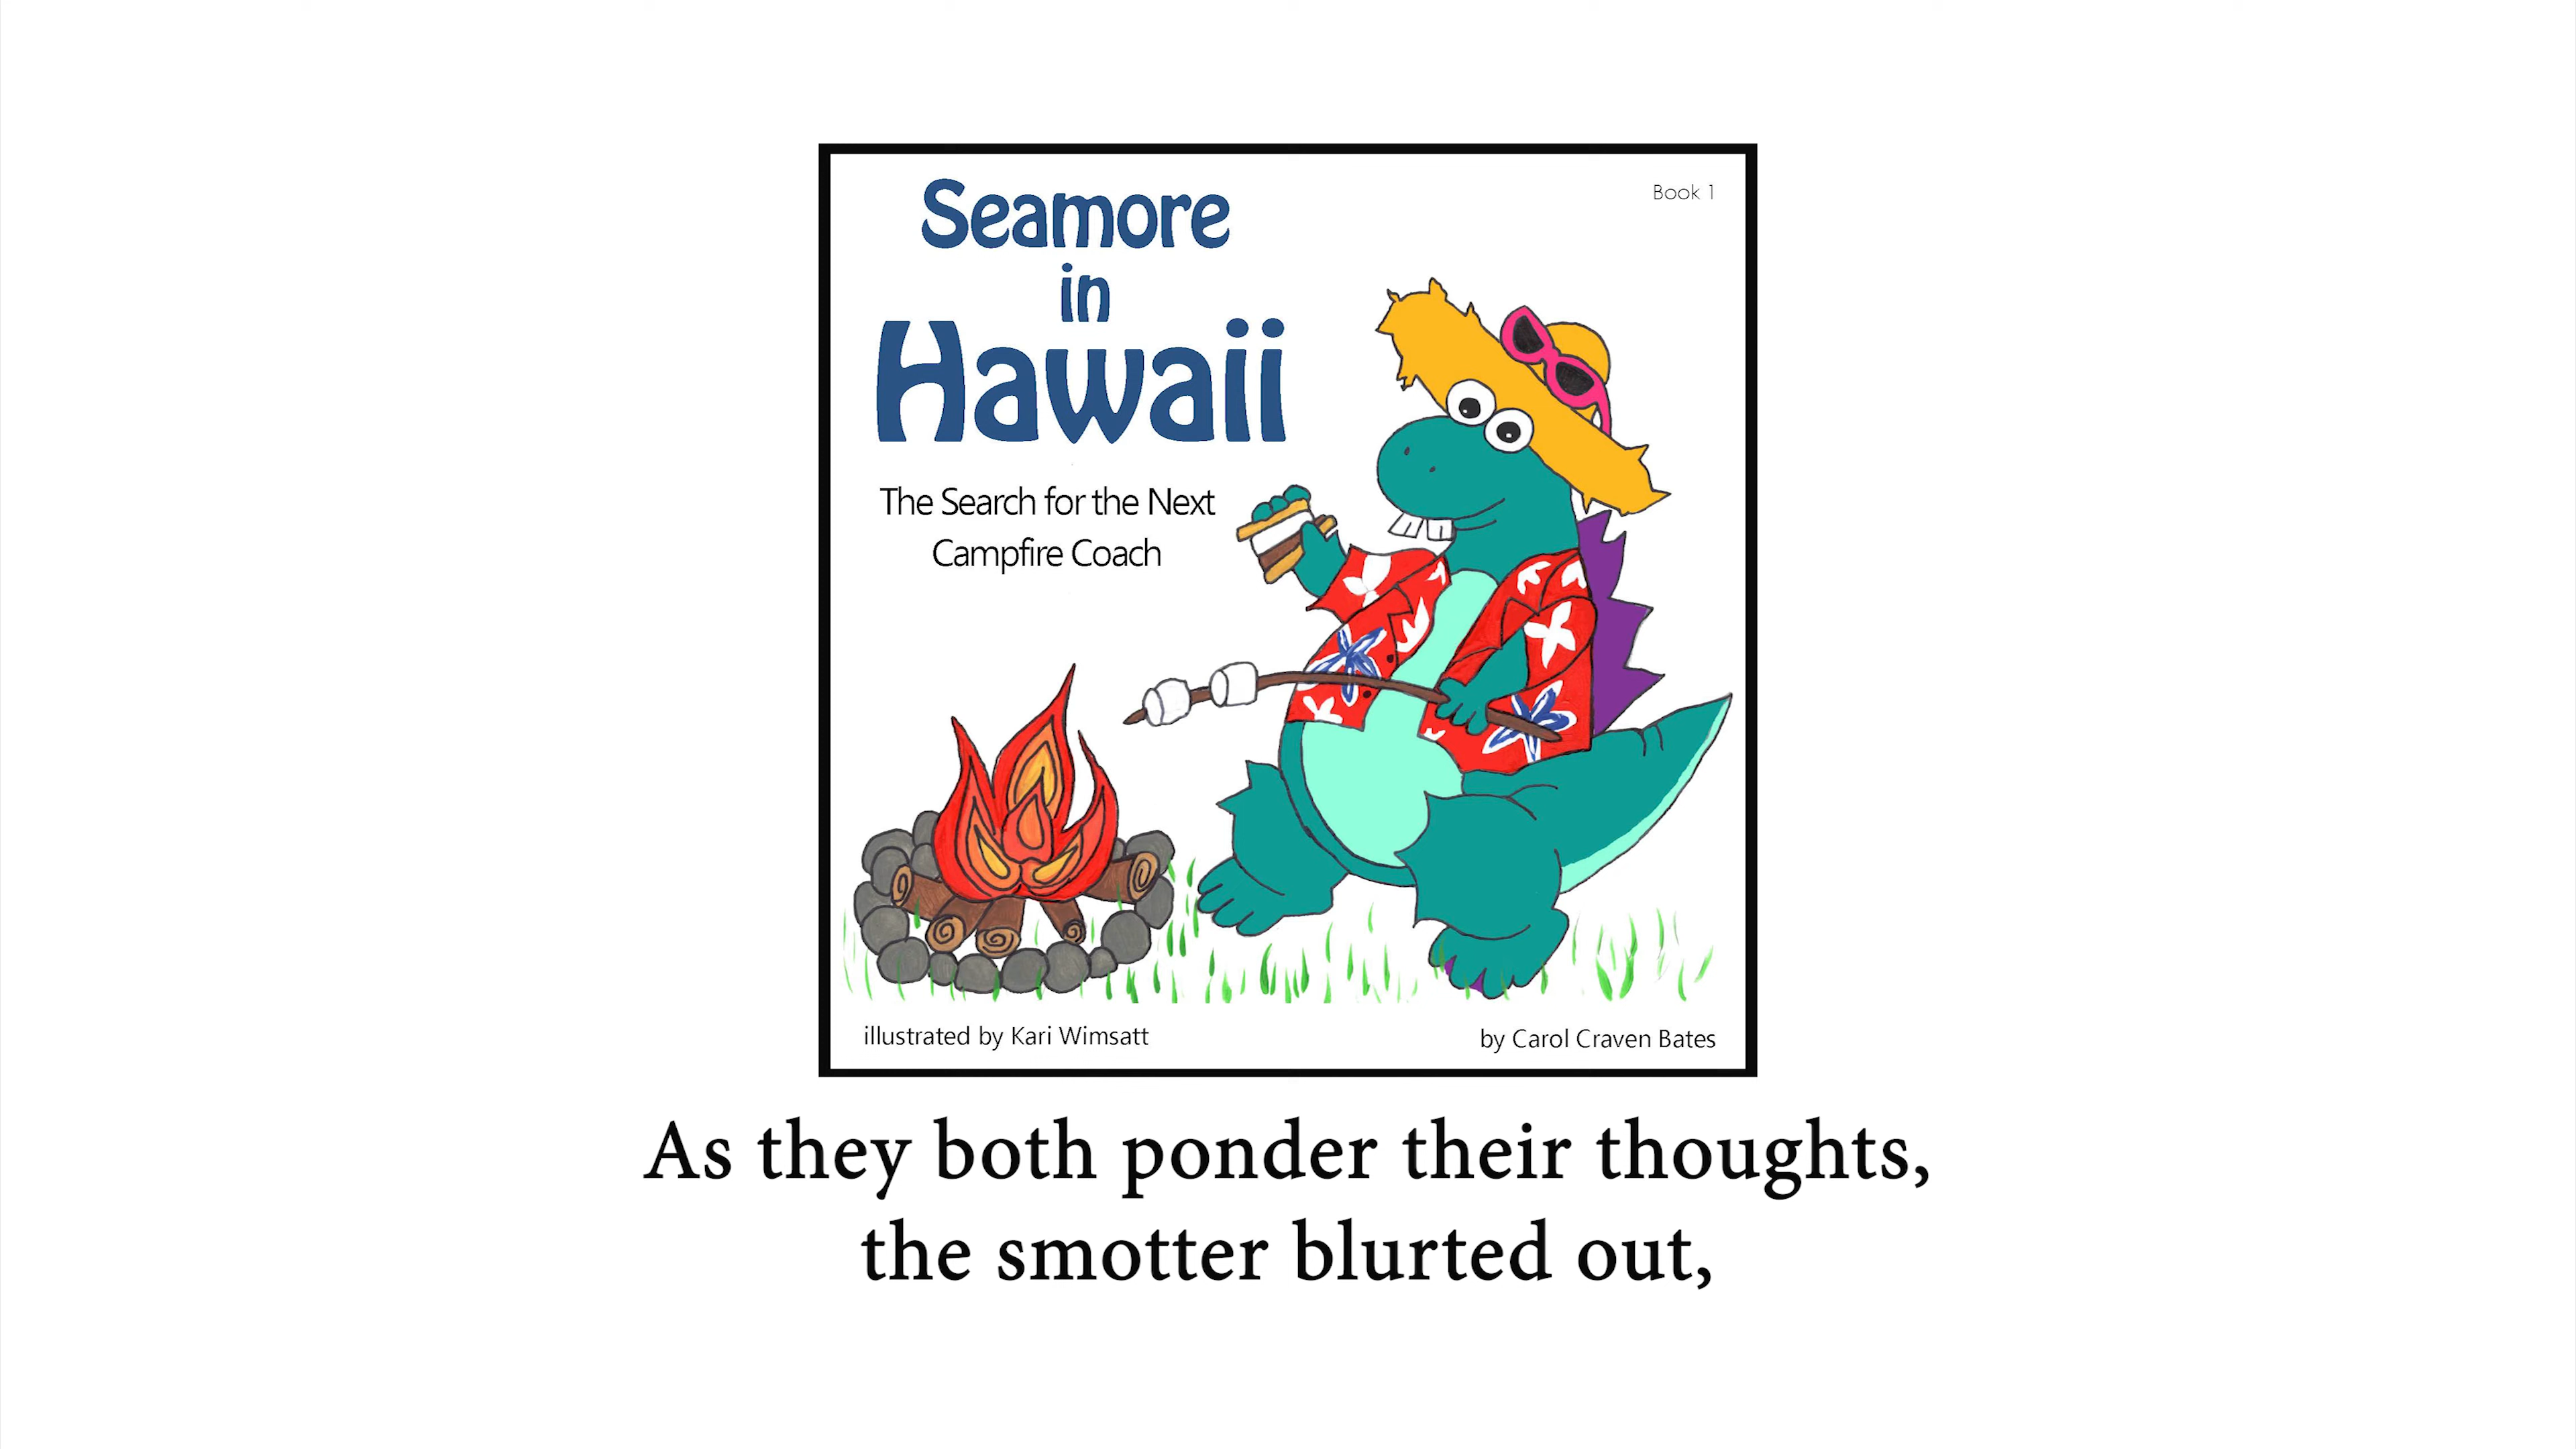 Seamore
Book 1
in
Hawaii
The Search for the Next
Campfire Coach
illustrated by Kari Wimsatt
by Carol Craven Bates
As they both ponder their thoughts,
the smotter blurted out,